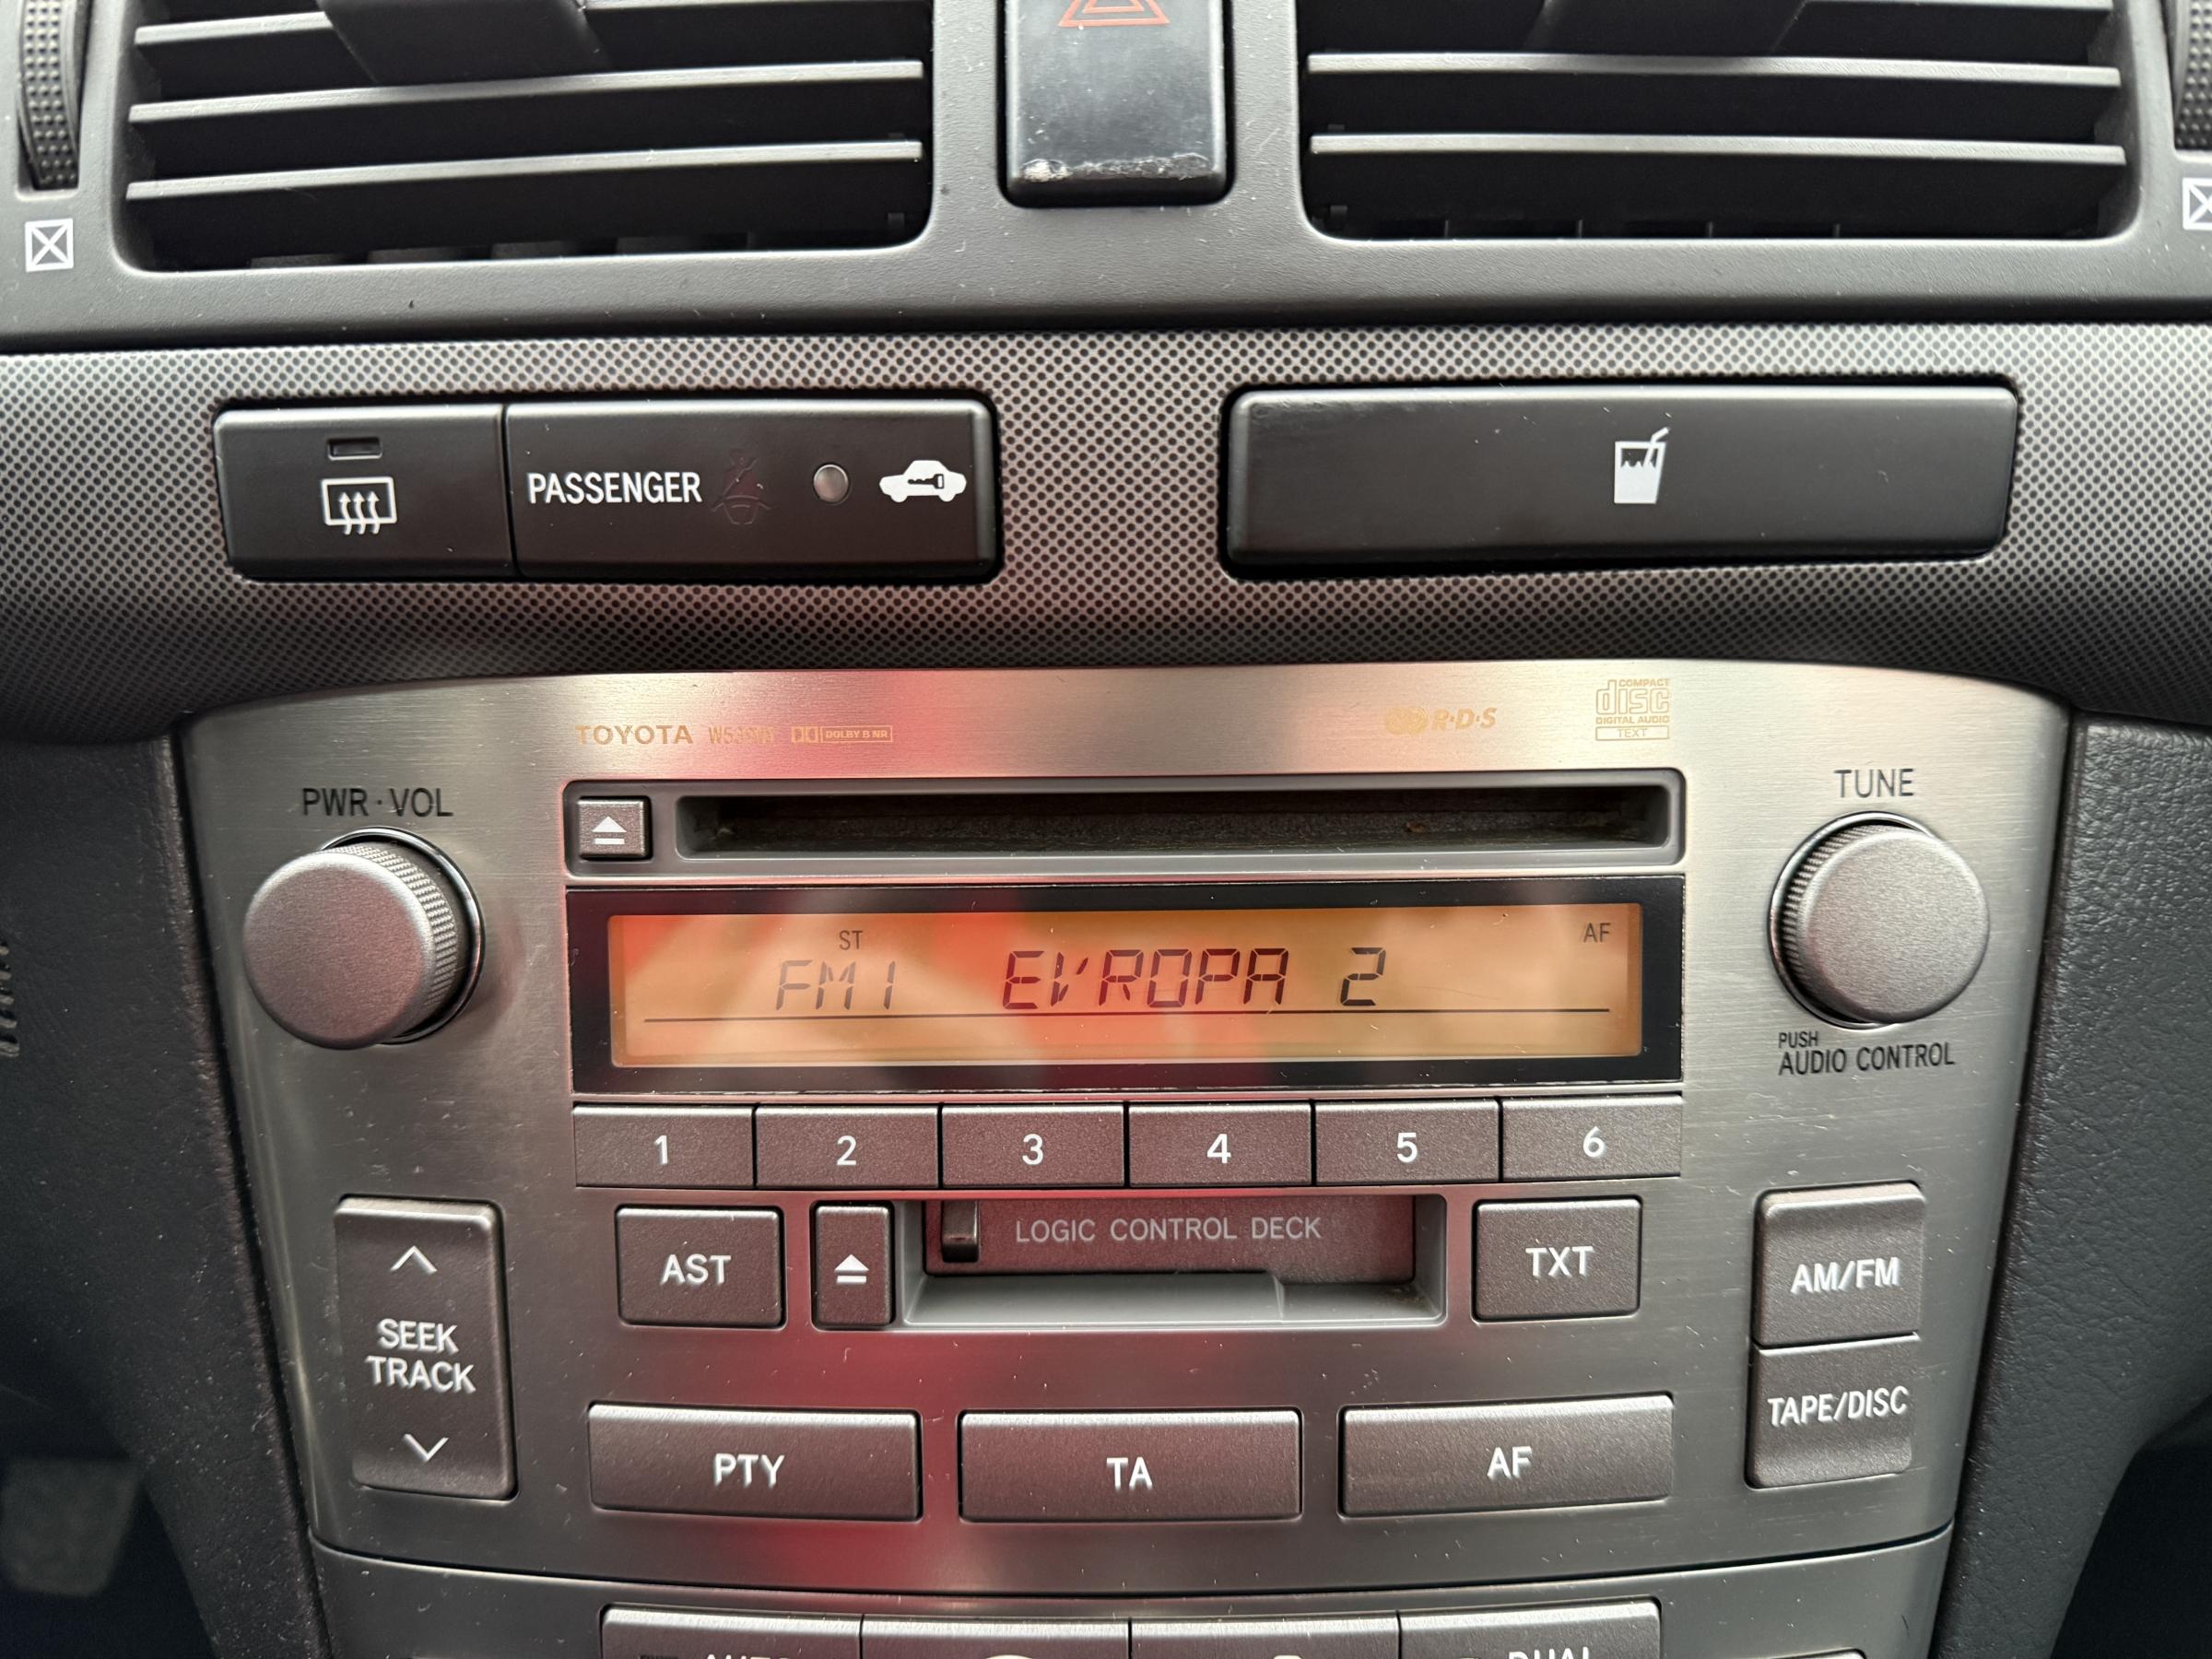 PASSENGER
TOYOTA DOLBY B NR
R·D·S
COMPACT
disc
DIGITAL AUDIO
TEXT
PWR·VOL
TUNE
ST AF
FM1 EVROPA 2
PUSH
AUDIO CONTROL
1 2 3 4 5 6
SEEK
TRACK
AST
LOGIC CONTROL DECK
TXT
AM/FM
TAPE/DISC
PTY TA AF
DUAL